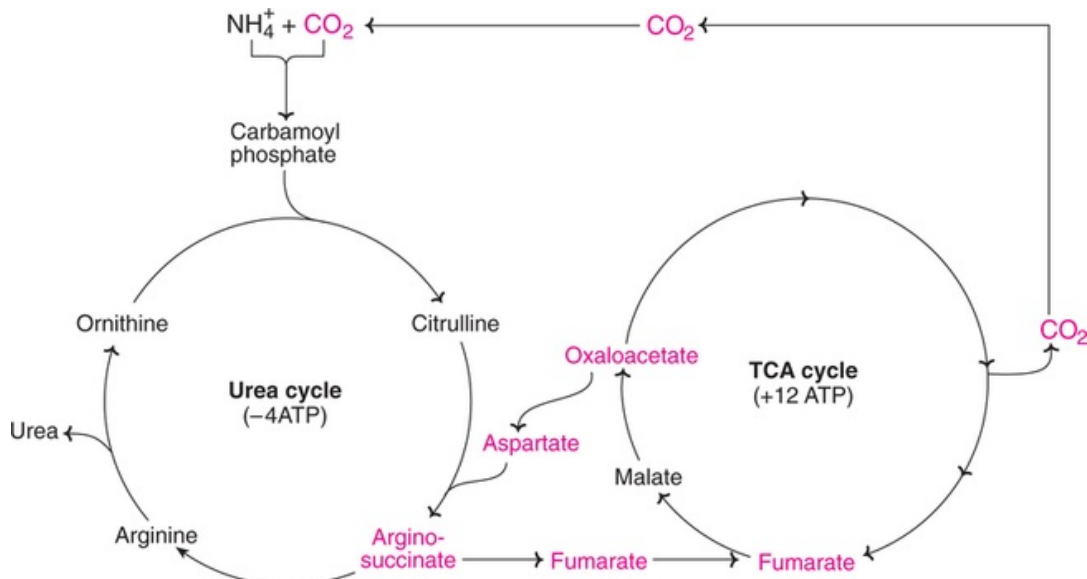 NH₄⁺ + CO₂
CO₂
Carbamoyl
phosphate
Ornithine
Citrulline
CO₂
Oxaloacetate
Urea cycle
(−4ATP)
TCA cycle
(+12 ATP)
Urea
Aspartate
Malate
Arginine
Argino-
succinate
Fumarate
Fumarate